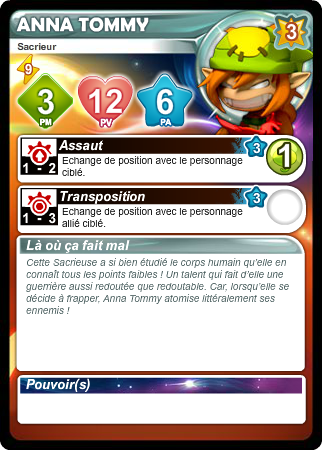 ANNA TOMMY
3
Sacrieur
9
3
PM
12
PV
6
PA
Assaut
3
1
Echange de position avec le personnage
ciblé.
1 - 2
Transposition
3
Echange de position avec le personnage
allié ciblé.
1 - 3
Là où ça fait mal
Cette Sacrieuse a si bien étudié le corps humain qu'elle en
connaît tous les points faibles ! Un talent qui fait d'elle une
guerrière aussi redoutée que redoutable. Car, lorsqu'elle se
décide à frapper, Anna Tommy atomise littéralement ses
ennemis !
Pouvoir(s)